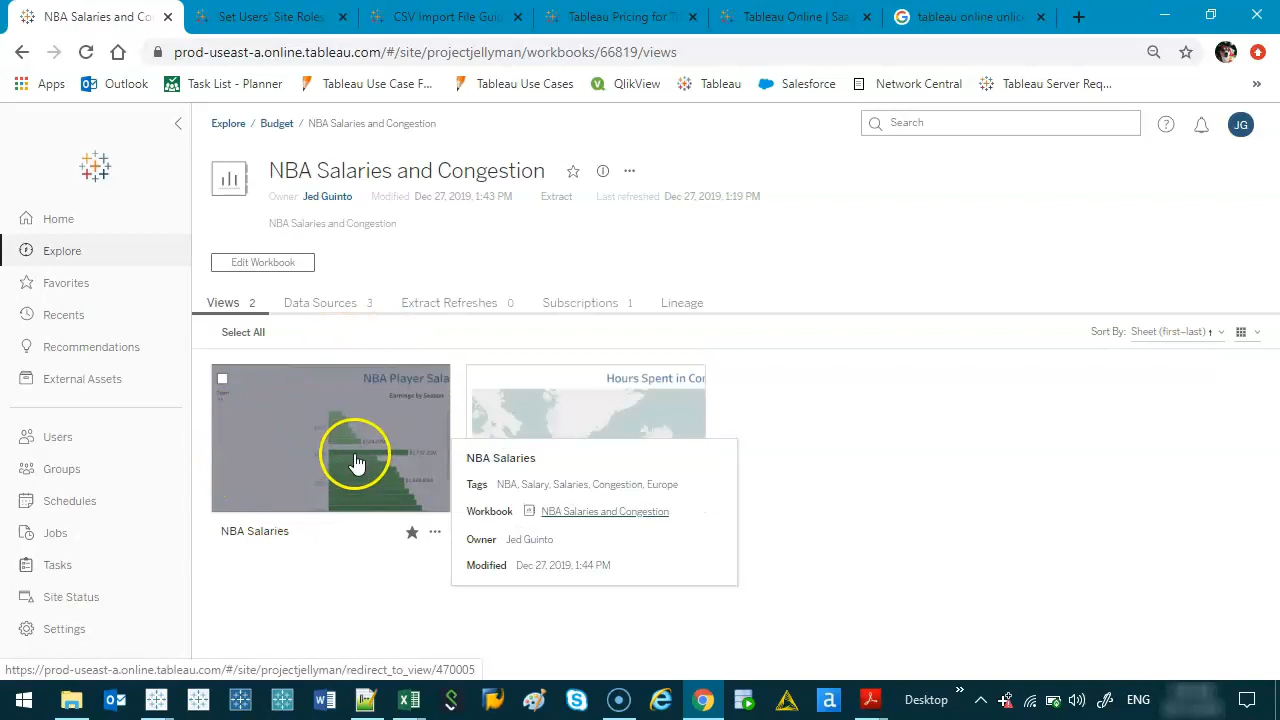 NBA Salaries and Co
Set Users' Site Roles
CSV Import File Guid
Tableau Pricing for T
Tableau Online | Saa
tableau online unlic
prod-useast-a.online.tableau.com/#/site/projectjellyman/workbooks/66819/views
Apps
Outlook
Task List - Planner
Tableau Use Case F...
Tableau Use Cases
QlikView
Tableau
Salesforce
Network Central
Tableau Server Req...
»
Explore / Budget / NBA Salaries and Congestion
Search
JG
NBA Salaries and Congestion
Owner Jed Guinto Modified Dec 27, 2019, 1:43 PM Extract Last refreshed Dec 27, 2019, 1:19 PM
NBA Salaries and Congestion
Edit Workbook
Home
Explore
Favorites
Recents
Recommendations
External Assets
Users
Groups
Schedules
Jobs
Tasks
Site Status
Settings
Views 2
Data Sources 3
Extract Refreshes 0
Subscriptions 1
Lineage
Select All
Sort By: Sheet (first–last)
NBA Player Sala
Earnings by Season
Hours Spent in Con
NBA Salaries
NBA Salaries
Tags NBA, Salary, Salaries, Congestion, Europe
Workbook NBA Salaries and Congestion
Owner Jed Guinto
Modified Dec 27, 2019, 1:44 PM
https://prod-useast-a.online.tableau.com/#/site/projectjellyman/redirect_to_view/470005
Desktop
»
ENG